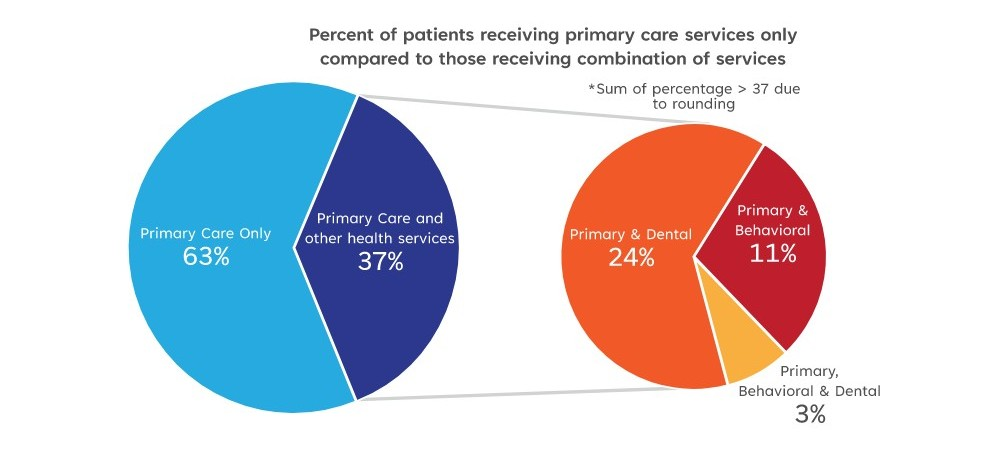 Percent of patients receiving primary care services only
compared to those receiving combination of services
*Sum of percentage > 37 due
to rounding
Primary Care Only
63%
Primary Care and
other health services
37%
Primary & Dental
24%
Primary &
Behavioral
11%
Primary,
Behavioral & Dental
3%